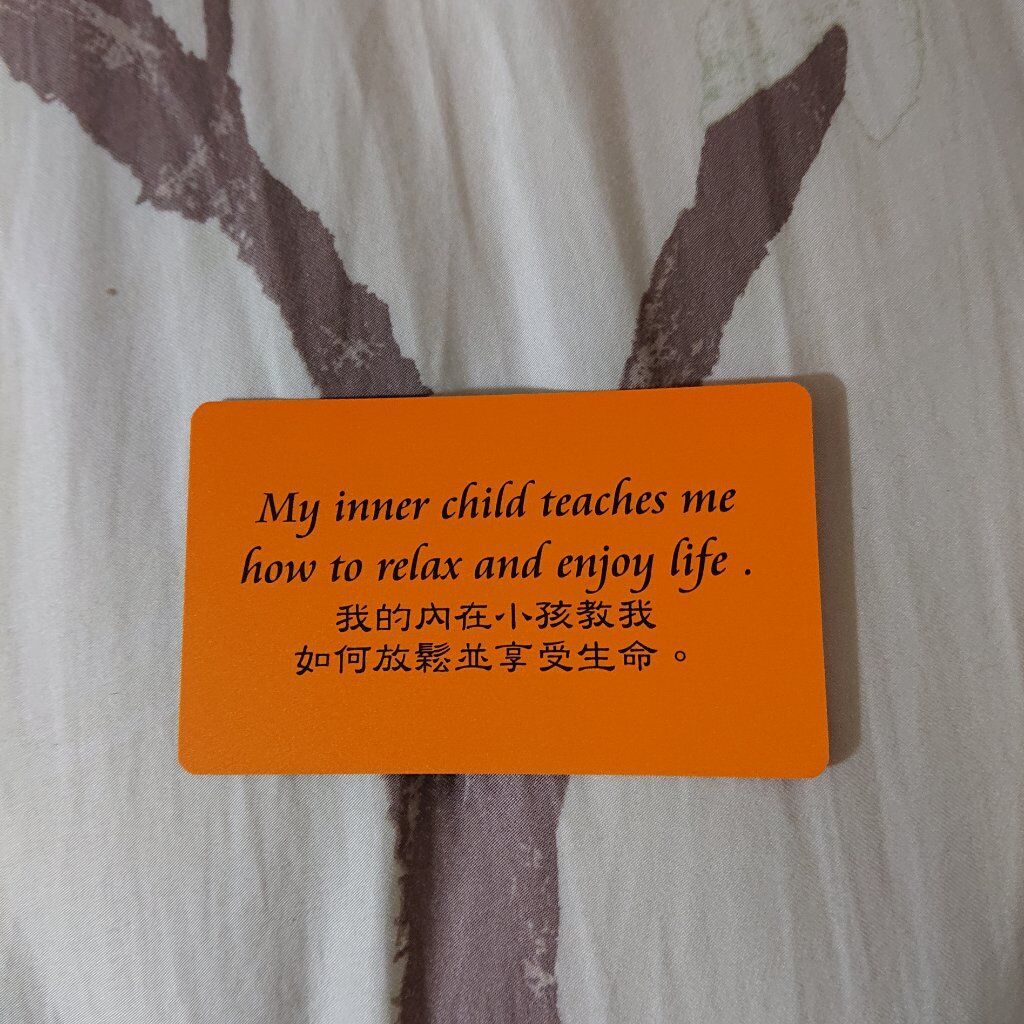 My inner child teaches me
how to relax and enjoy life .
我的內在小孩教我
如何放鬆並享受生命。